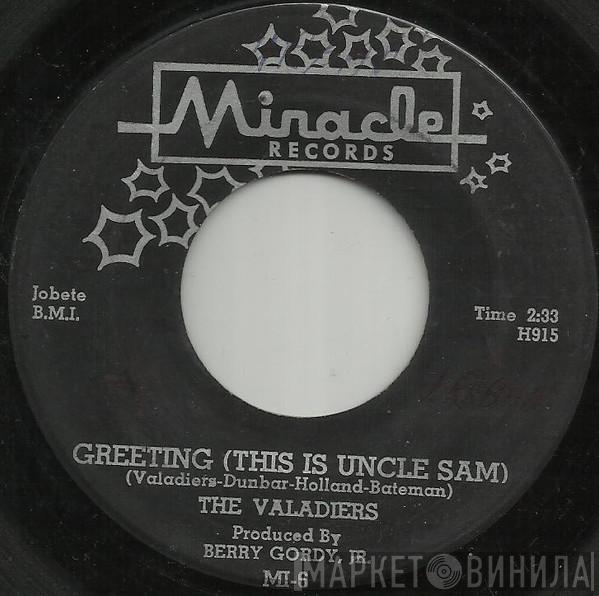 Miracle
RECORDS
Jobete
B.M.I.
Time 2:33
H915
GREETING (THIS IS UNCLE SAM)
(Valadiers-Dunbar-Holland-Bateman)
THE VALADIERS
Produced By
BERRY GORDY, JR.
MI-6
МАРКЕТ ВИНИЛА